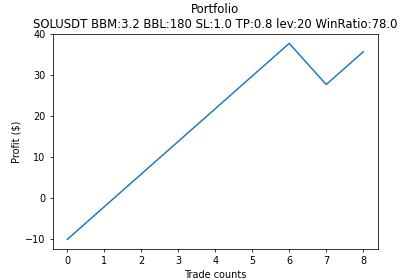 Portfolio
SOLUSDT BBM:3.2 BBL:180 SL:1.0 TP:0.8 lev:20 WinRatio:78.0
40
30
20
10
0
−10
Profit ($)
0 1 2 3 4 5 6 7 8
Trade counts